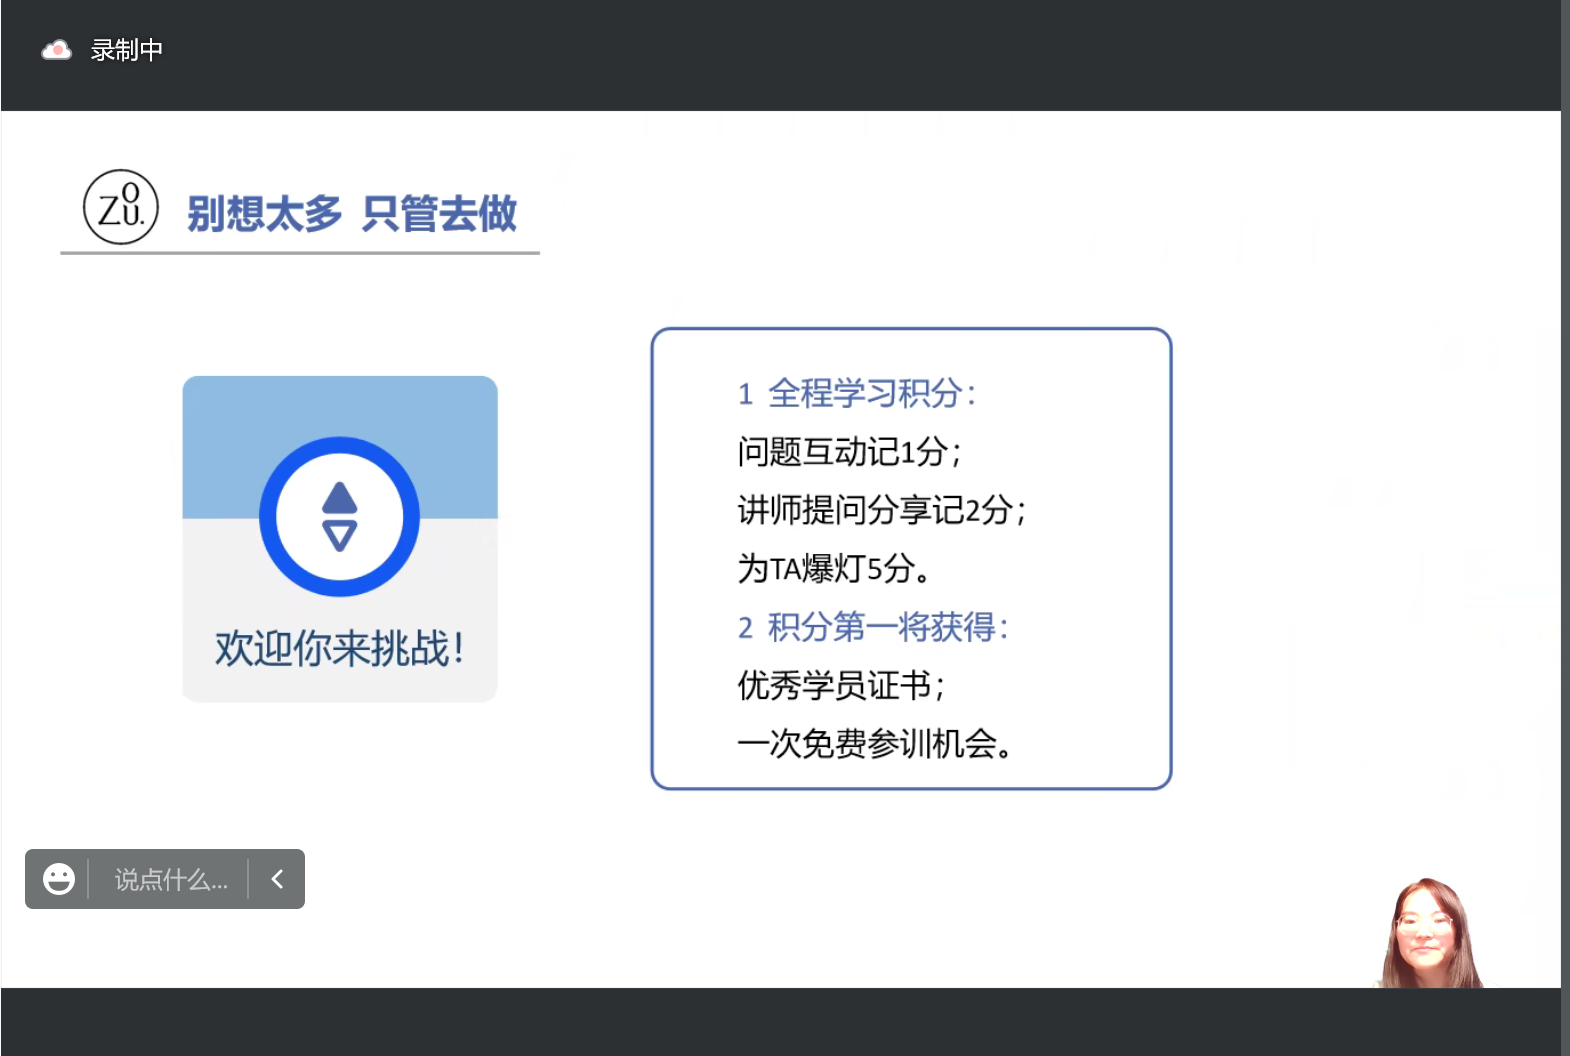 录制中
ZOU.
别想太多 只管去做
1 全程学习积分：
问题互动记1分；
讲师提问分享记2分；
为TA爆灯5分。
2 积分第一将获得：
优秀学员证书；
一次免费参训机会。
欢迎你来挑战！
说点什么...